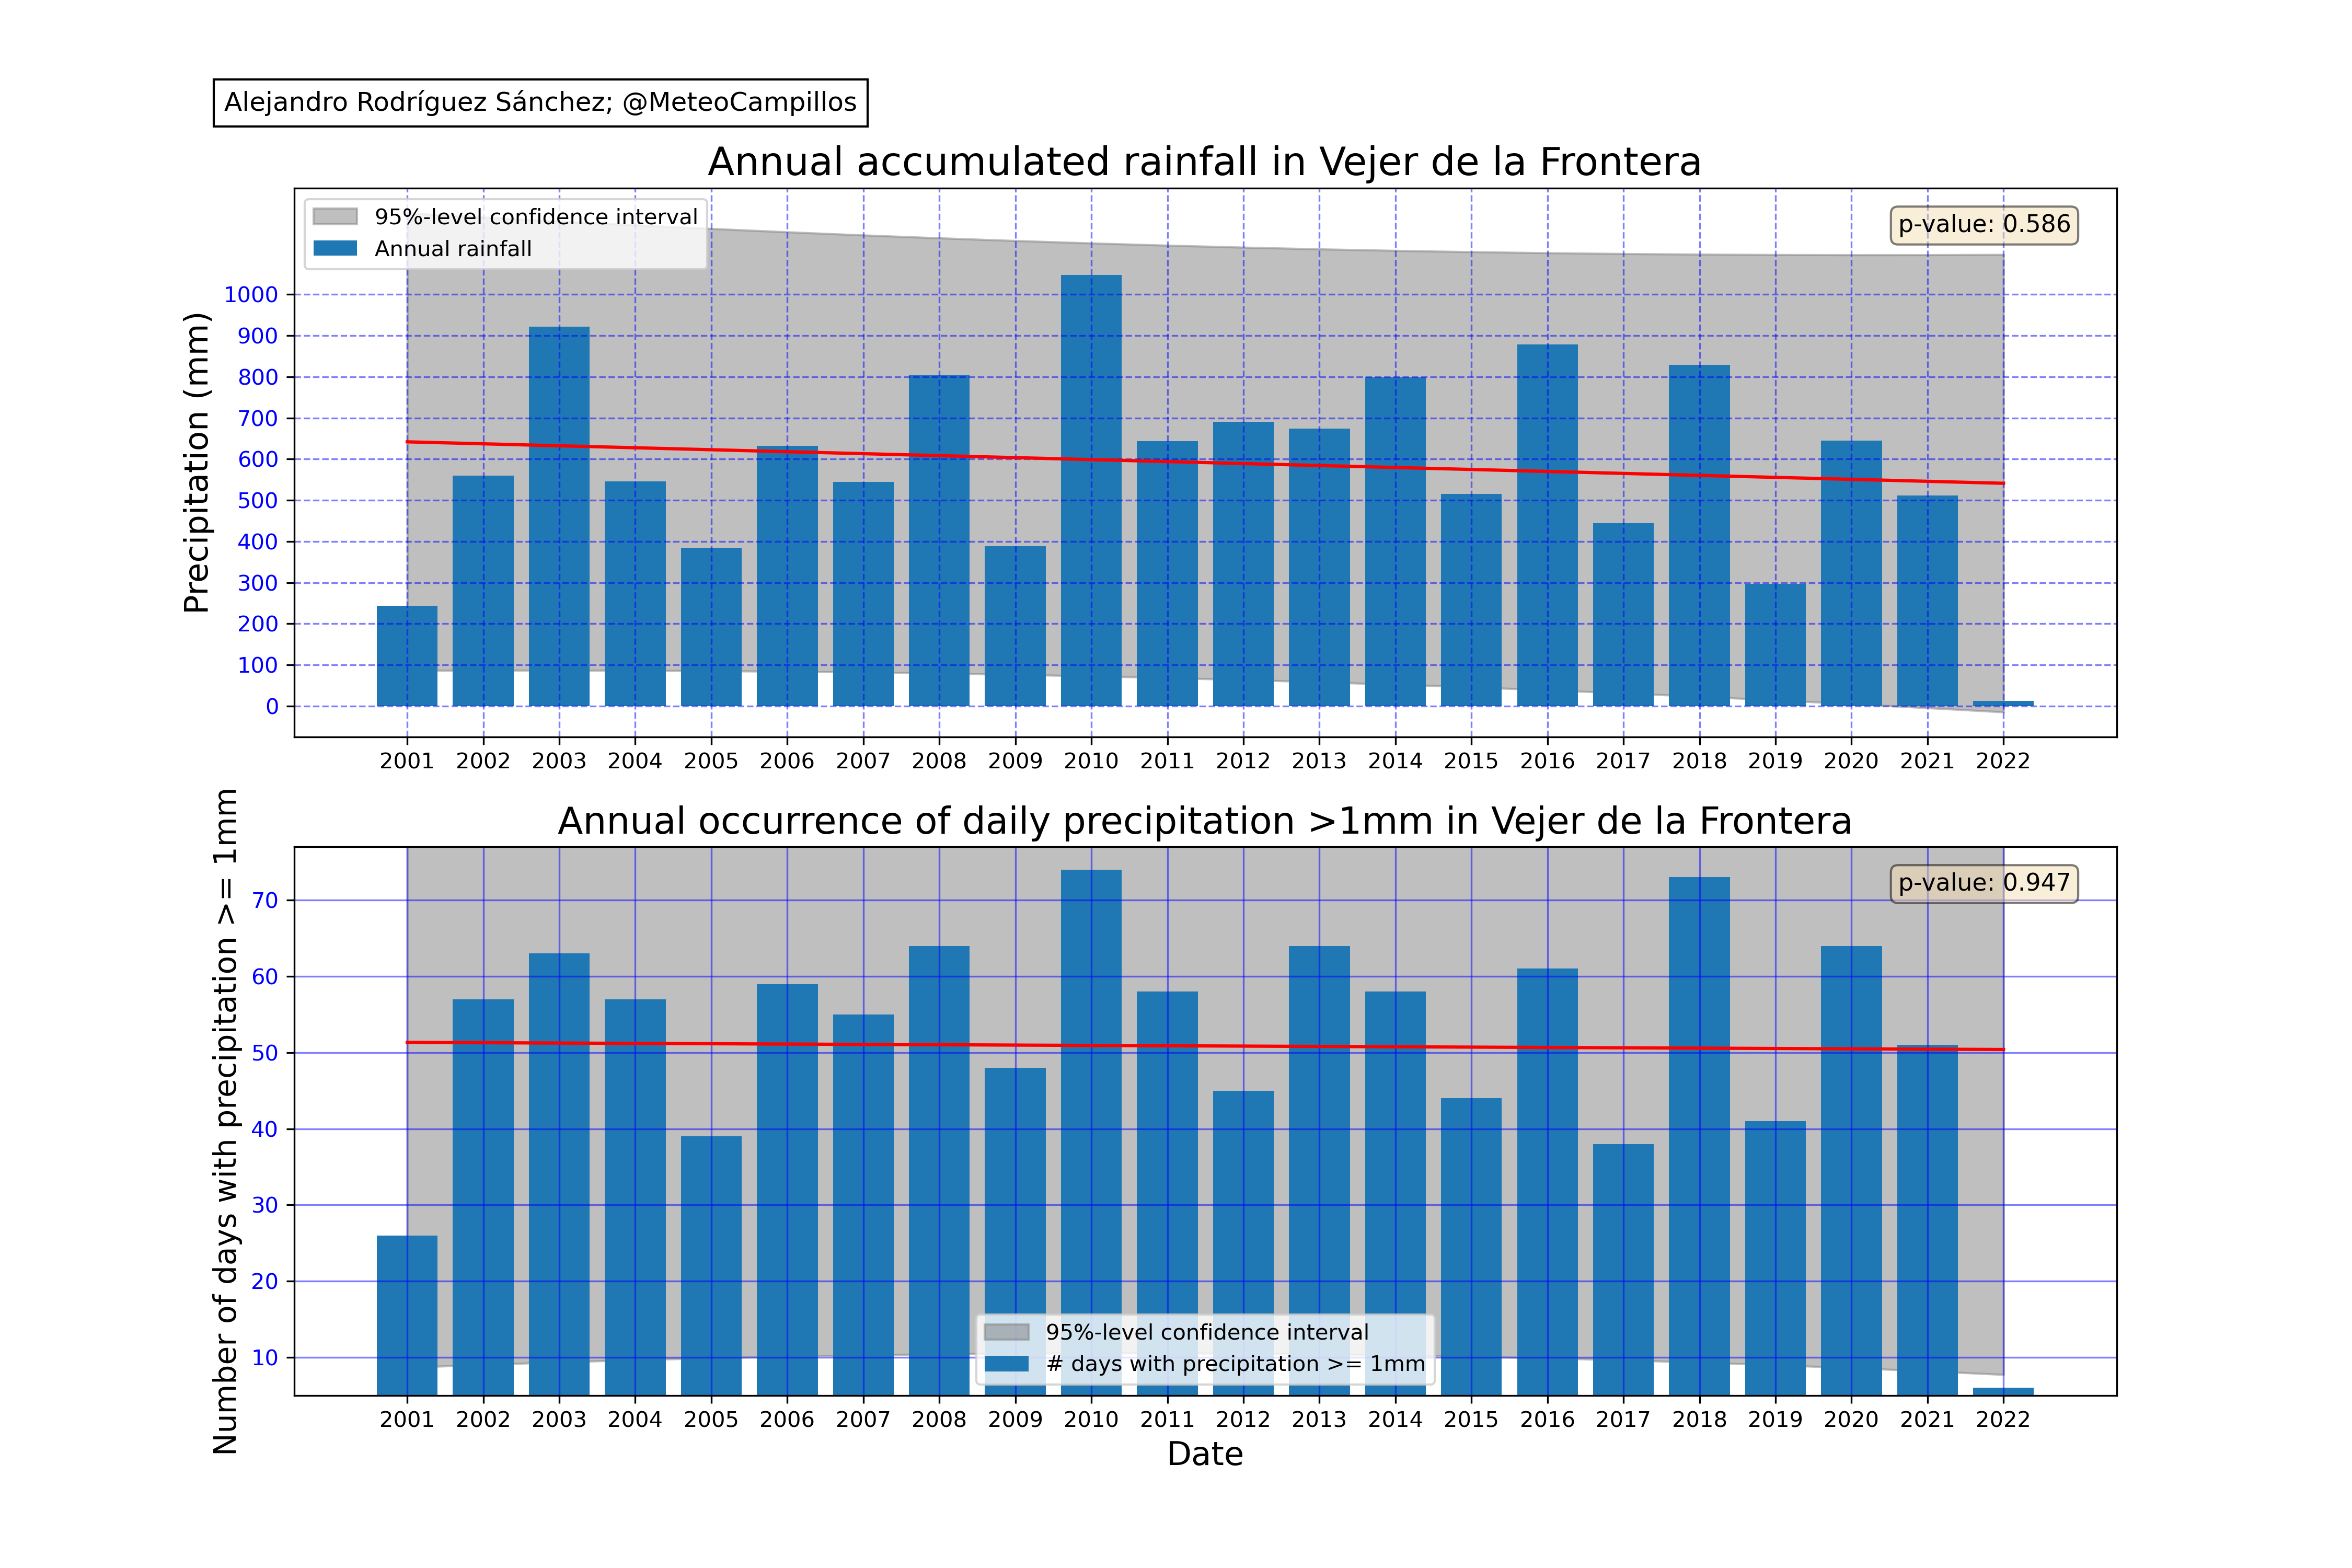 Alejandro Rodríguez Sánchez; @MeteoCampillos
Annual accumulated rainfall in Vejer de la Frontera
95%-level confidence interval
Annual rainfall
p-value: 0.586
Precipitation (mm)
1000
900
800
700
600
500
400
300
200
100
0
2001 2002 2003 2004 2005 2006 2007 2008 2009 2010 2011 2012 2013 2014 2015 2016 2017 2018 2019 2020 2021 2022
Annual occurrence of daily precipitation >1mm in Vejer de la Frontera
p-value: 0.947
Number of days with precipitation >= 1mm
70
60
50
40
30
20
10
95%-level confidence interval
# days with precipitation >= 1mm
2001 2002 2003 2004 2005 2006 2007 2008 2009 2010 2011 2012 2013 2014 2015 2016 2017 2018 2019 2020 2021 2022
Date